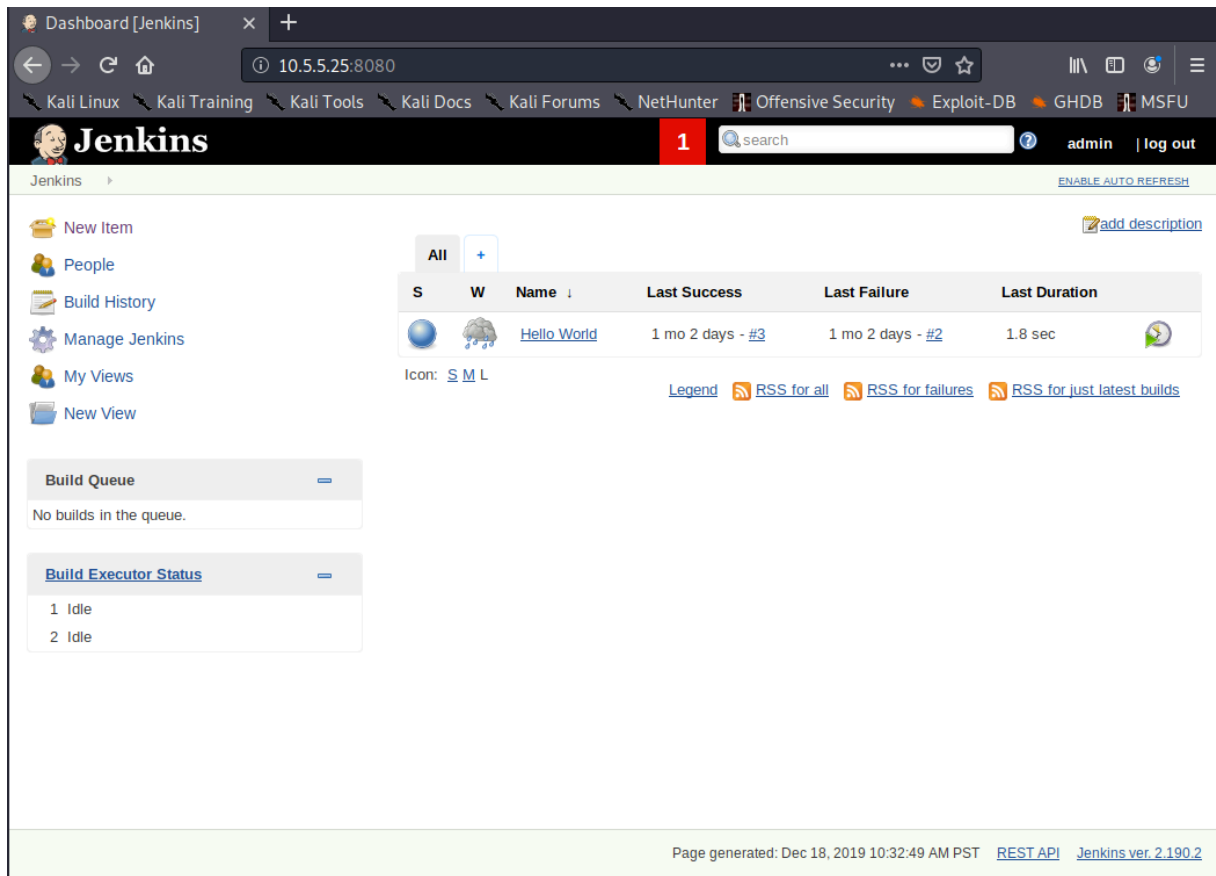 Dashboard [Jenkins]
10.5.5.25:8080
Kali Linux Kali Training Kali Tools Kali Docs Kali Forums NetHunter Offensive Security Exploit-DB GHDB MSFU
Jenkins 1 search admin | log out
Jenkins ENABLE AUTO REFRESH
New Item
People
Build History
Manage Jenkins
My Views
New View
Build Queue
No builds in the queue.
Build Executor Status
1 Idle
2 Idle
add description
All +
S W Name ↓ Last Success Last Failure Last Duration
Hello World 1 mo 2 days - #3 1 mo 2 days - #2 1.8 sec
Icon: S M L
Legend RSS for all RSS for failures RSS for just latest builds
Page generated: Dec 18, 2019 10:32:49 AM PST REST API Jenkins ver. 2.190.2